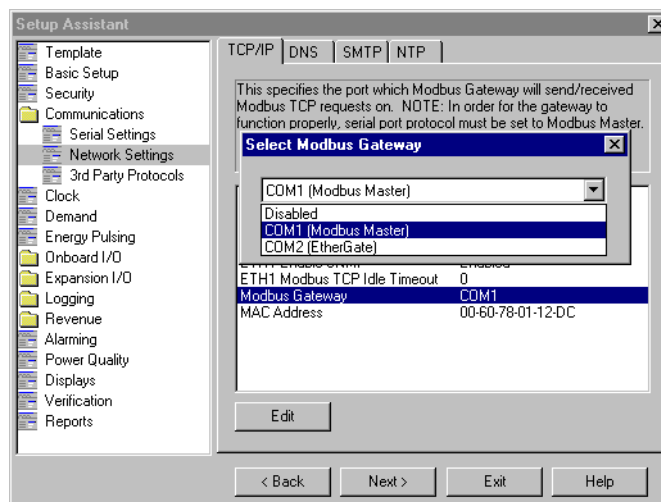 Setup Assistant
Template
Basic Setup
Security
Communications
Serial Settings
Network Settings
3rd Party Protocols
Clock
Demand
Energy Pulsing
Onboard I/O
Expansion I/O
Logging
Revenue
Alarming
Power Quality
Displays
Verification
Reports
TCP/IP DNS SMTP NTP
This specifies the port which Modbus Gateway will send/received
Modbus TCP requests on. NOTE: In order for the gateway to
function properly, serial port protocol must be set to Modbus Master.
Select Modbus Gateway
COM1 (Modbus Master)
Disabled
COM1 (Modbus Master)
COM2 (EtherGate)
ETH1 Modbus TCP Idle Timeout 0
Modbus Gateway COM1
MAC Address 00-60-78-01-12-DC
Edit
< Back Next > Exit Help